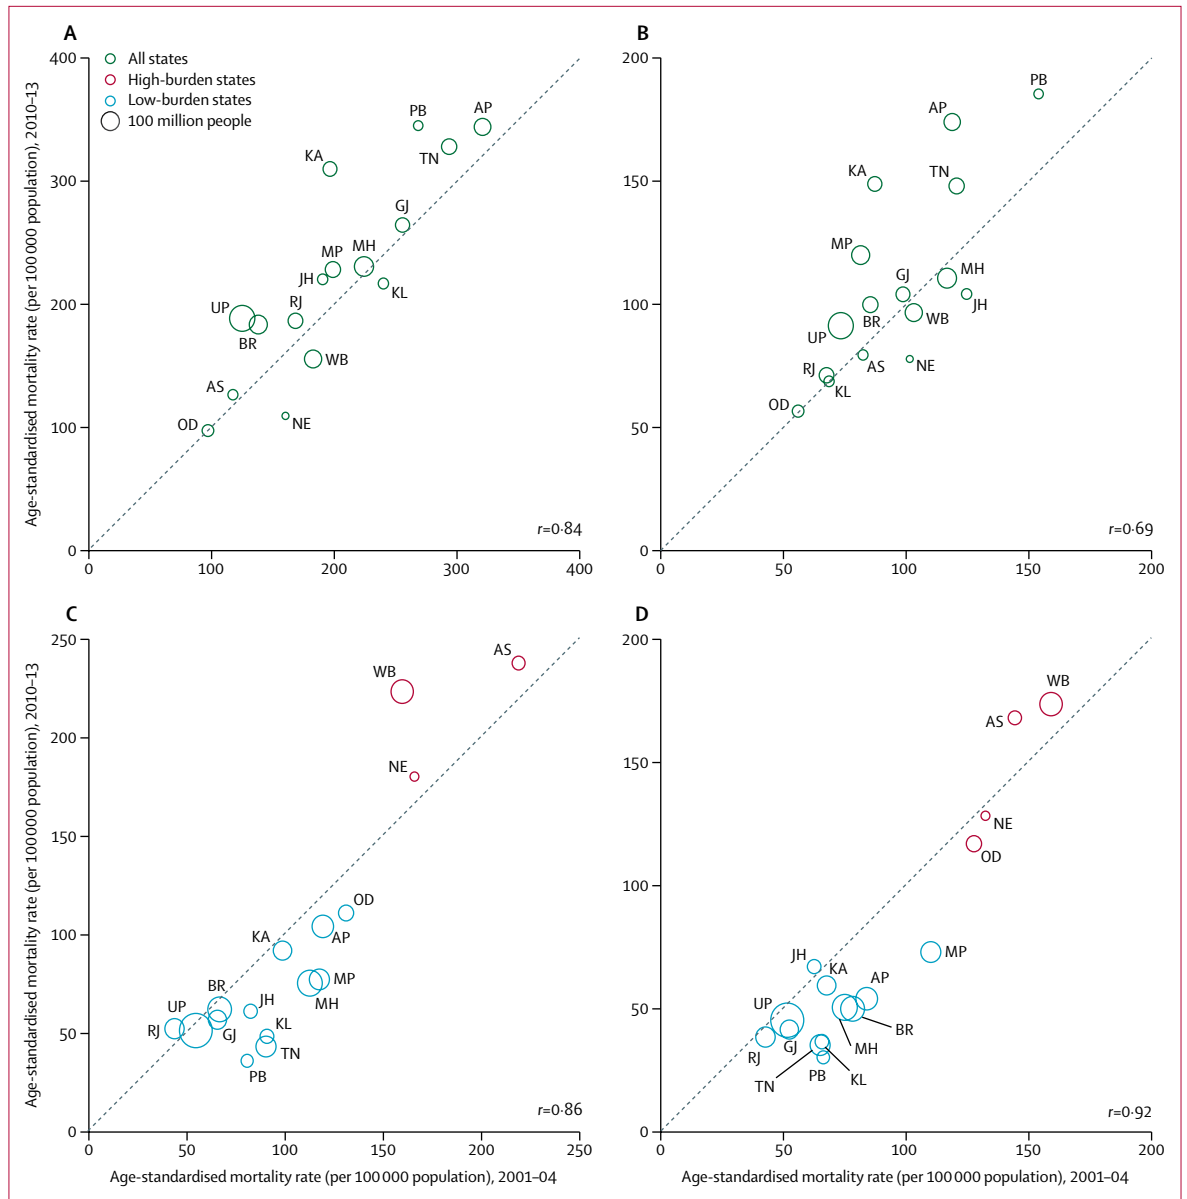 A
Age-standardised mortality rate (per 100 000 population), 2010–13
400
300
200
100
0
0
100
200
300
400
All states
High-burden states
Low-burden states
100 million people
PB
AP
TN
KA
GJ
MH
MP
JH
KL
RJ
UP
BR
WB
AS
NE
OD
r=0·84
B
200
150
100
50
0
0
50
100
150
200
PB
AP
KA
TN
MP
GJ
MH
JH
BR
WB
UP
AS
NE
RJ
KL
OD
r=0·69
C
Age-standardised mortality rate (per 100 000 population), 2010–13
250
200
150
100
50
0
0
50
100
150
200
250
AS
WB
NE
OD
KA
AP
MP
MH
BR
JH
UP
RJ
GJ
KL
TN
PB
r=0·86
Age-standardised mortality rate (per 100 000 population), 2001–04
D
200
150
100
50
0
0
50
100
150
200
WB
AS
NE
OD
MP
JH
KA
AP
UP
BR
RJ
GJ
MH
TN
PB
KL
r=0·92
Age-standardised mortality rate (per 100 000 population), 2001–04